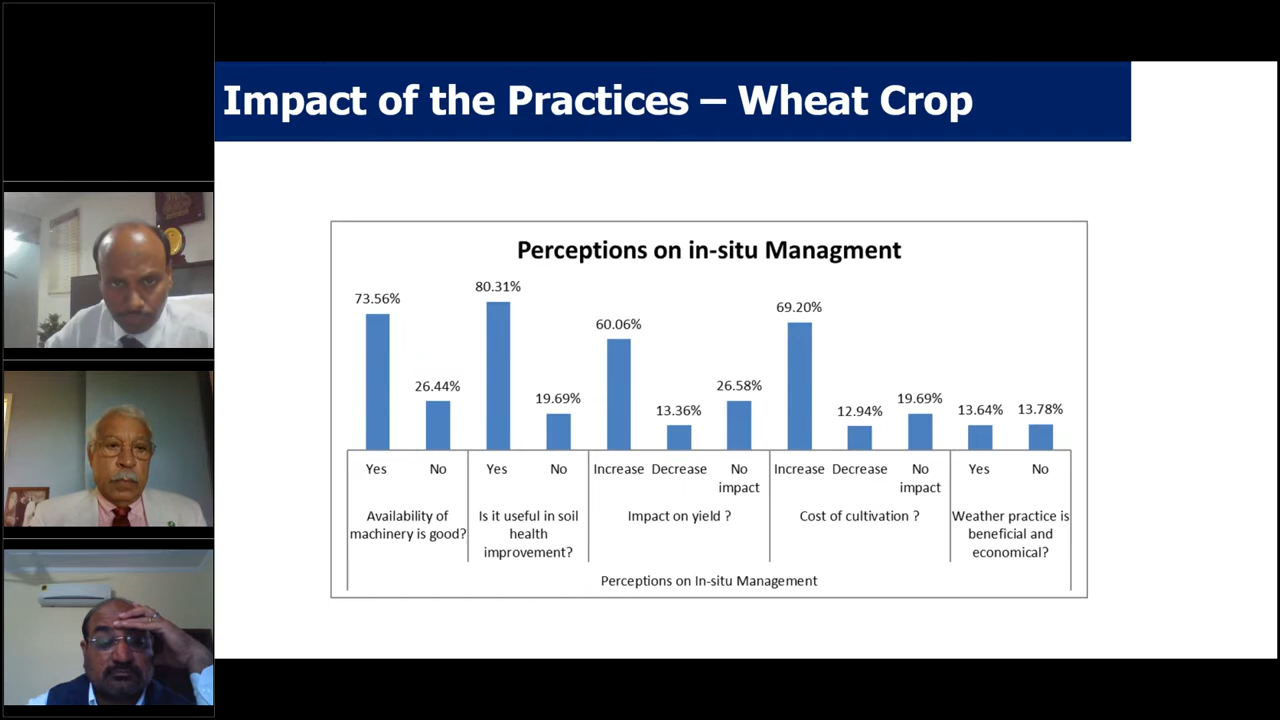 Impact of the Practices – Wheat Crop
Perceptions on in-situ Managment
73.56%
26.44%
80.31%
19.69%
60.06%
13.36%
26.58%
69.20%
12.94%
19.69%
13.64%
13.78%
Yes
No
Yes
No
Increase
Decrease
No
impact
Increase
Decrease
No
impact
Yes
No
Availability of
machinery is good?
Is it useful in soil
health
improvement?
Impact on yield ?
Cost of cultivation ?
Weather practice is
beneficial and
economical?
Perceptions on In-situ Management